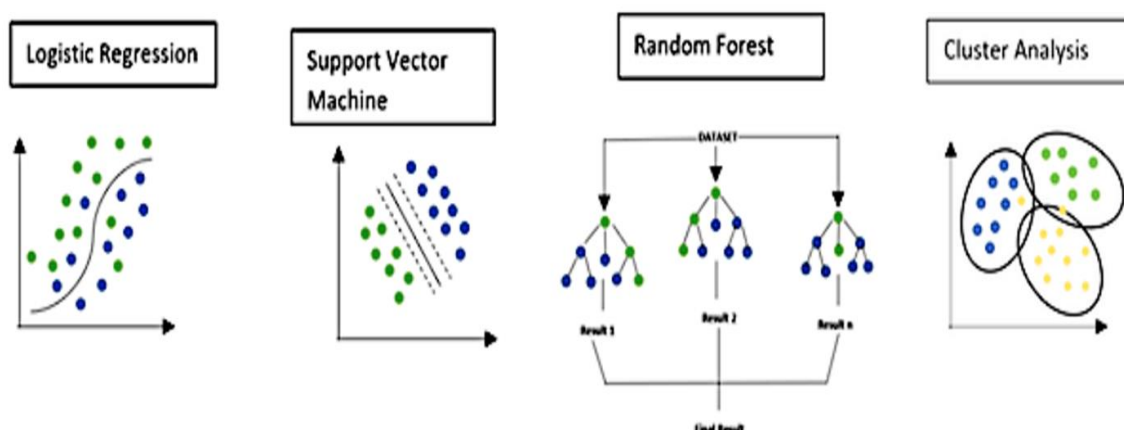 Logistic Regression
Support Vector
Machine
Random Forest
Cluster Analysis
DATASET
Result 1
Result 2
Result n
Final Result